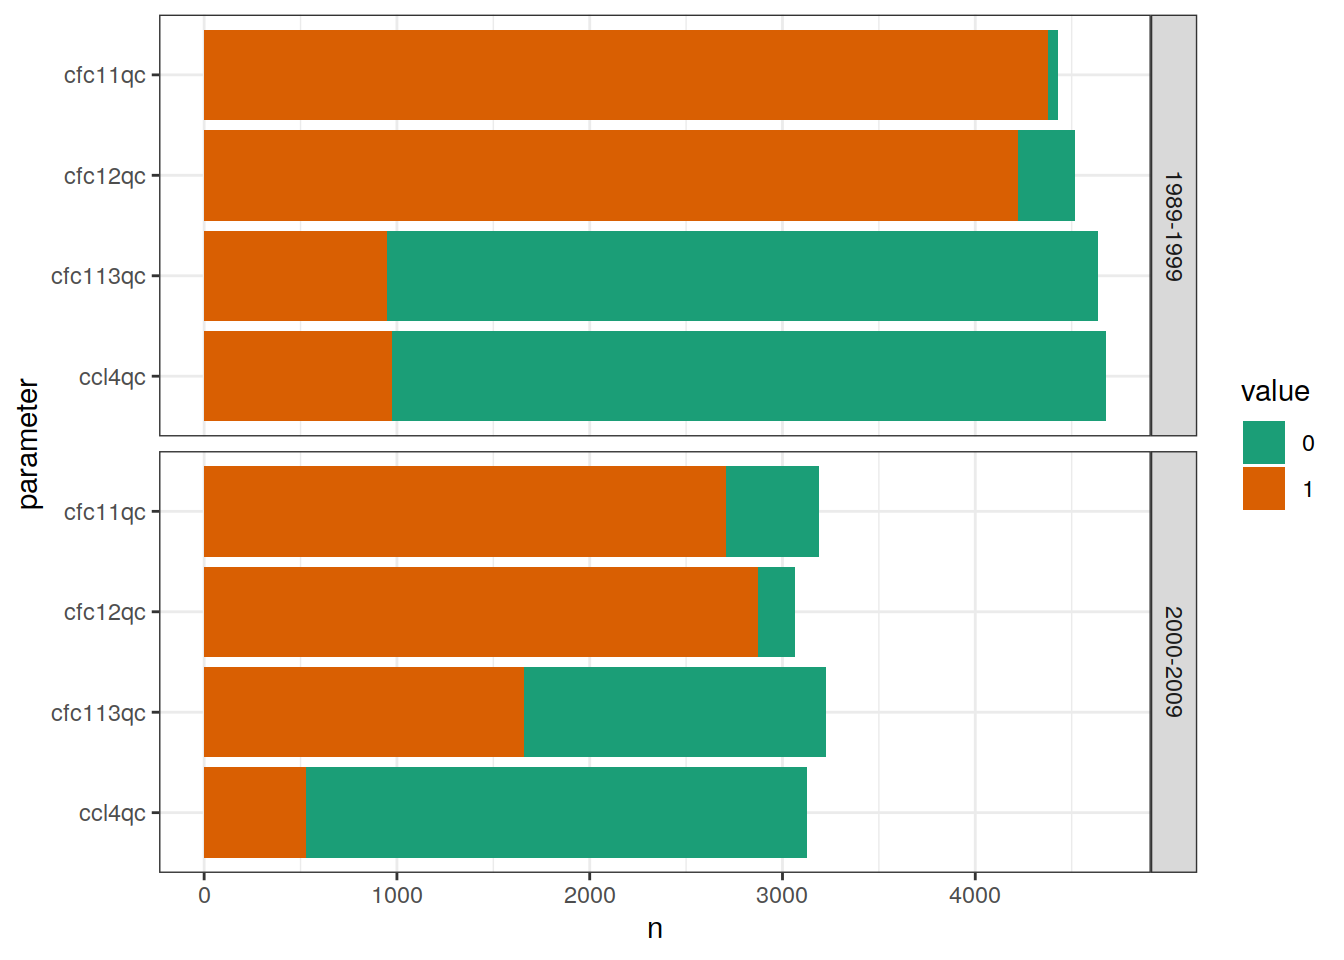 parameter
cfc11qc
cfc12qc
cfc113qc
ccl4qc
1989-1999
cfc11qc
cfc12qc
cfc113qc
ccl4qc
2000-2009
0
1000
2000
3000
4000
n
value
0
1